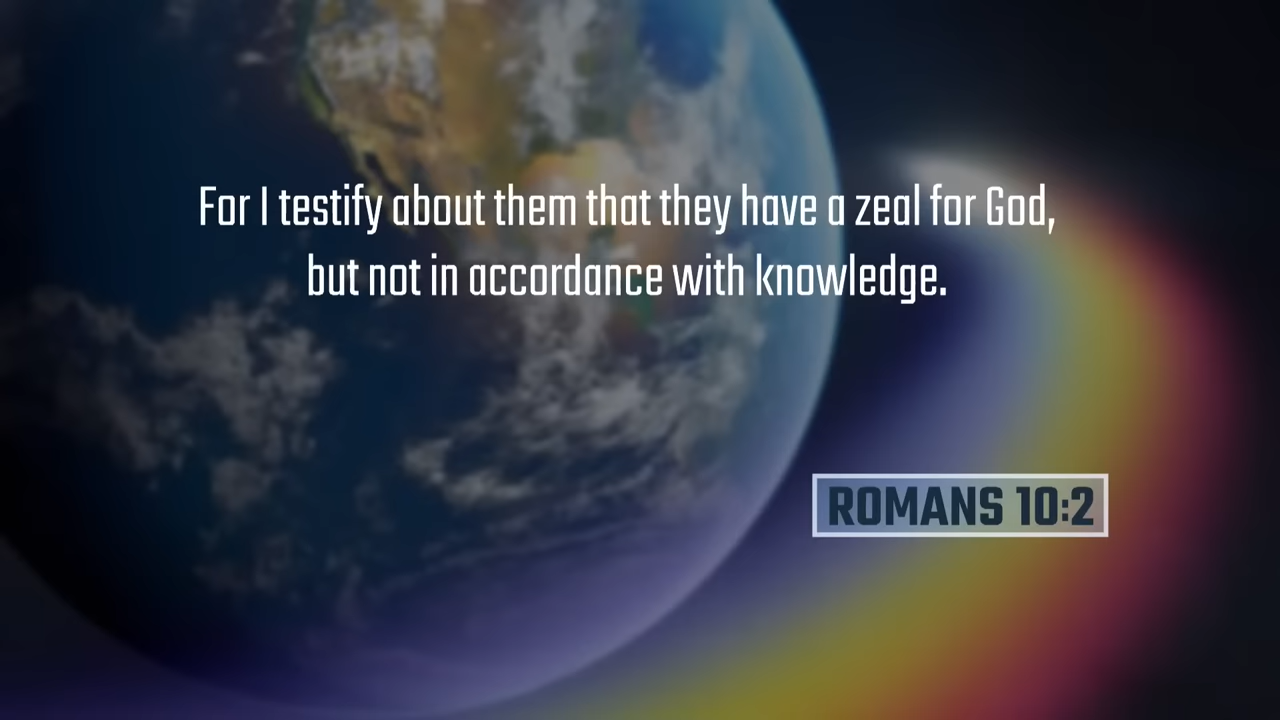 For I testify about them that they have a zeal for God,
but not in accordance with knowledge.
ROMANS 10:2